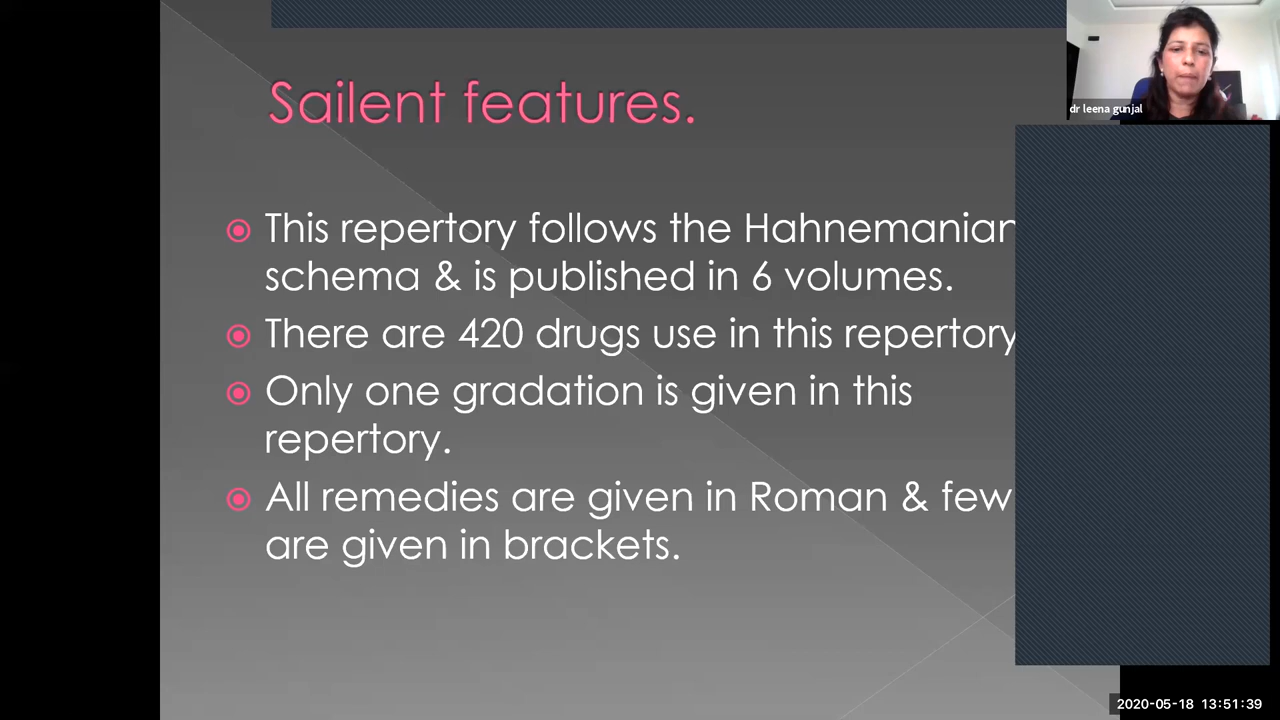 Sailent features.
dr leena gunjal
This repertory follows the Hahnemanian
schema & is published in 6 volumes.
There are 420 drugs use in this repertory
Only one gradation is given in this
repertory.
All remedies are given in Roman & few
are given in brackets.
2020-05-18 13:51:39